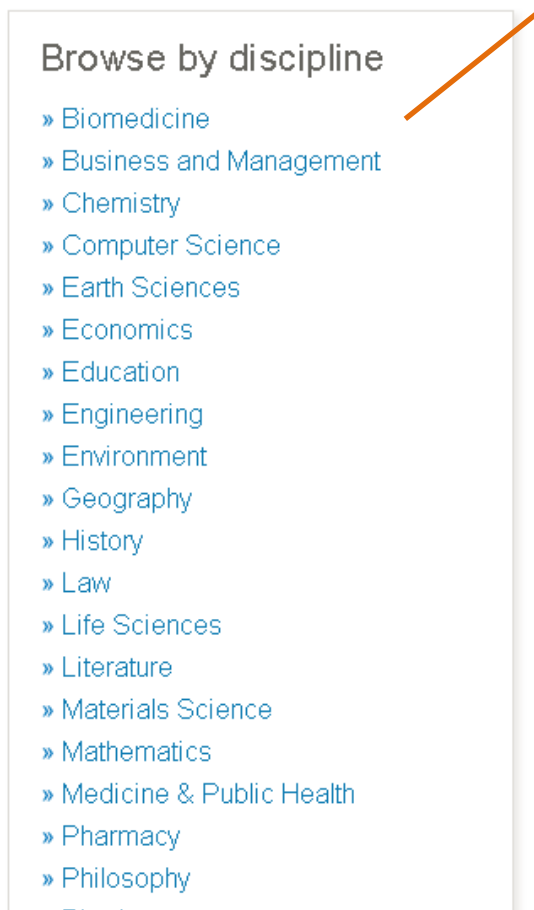 Browse by discipline
» Biomedicine
» Business and Management
» Chemistry
» Computer Science
» Earth Sciences
» Economics
» Education
» Engineering
» Environment
» Geography
» History
» Law
» Life Sciences
» Literature
» Materials Science
» Mathematics
» Medicine & Public Health
» Pharmacy
» Philosophy